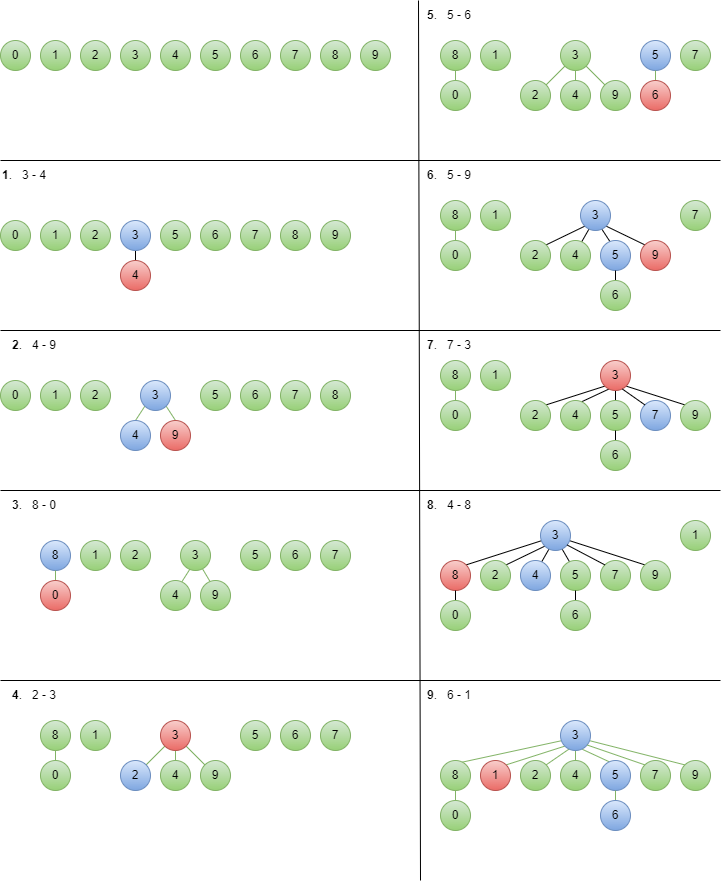 0 1 2 3 4 5 6 7 8 9
1. 3 - 4
0 1 2 3 5 6 7 8 9
4
2. 4 - 9
0 1 2 3 5 6 7 8
4 9
3. 8 - 0
8 1 2 3 5 6 7
0 4 9
4. 2 - 3
8 1 3 5 6 7
0 2 4 9
5. 5 - 6
8 1 3 5 7
0 2 4 9 6
6. 5 - 9
8 1 3 7
0 2 4 5 9
6
7. 7 - 3
8 1 3
0 2 4 5 7 9
6
8. 4 - 8
3 1
8 2 4 5 7 9
0 6
9. 6 - 1
3
8 1 2 4 5 7 9
0 6